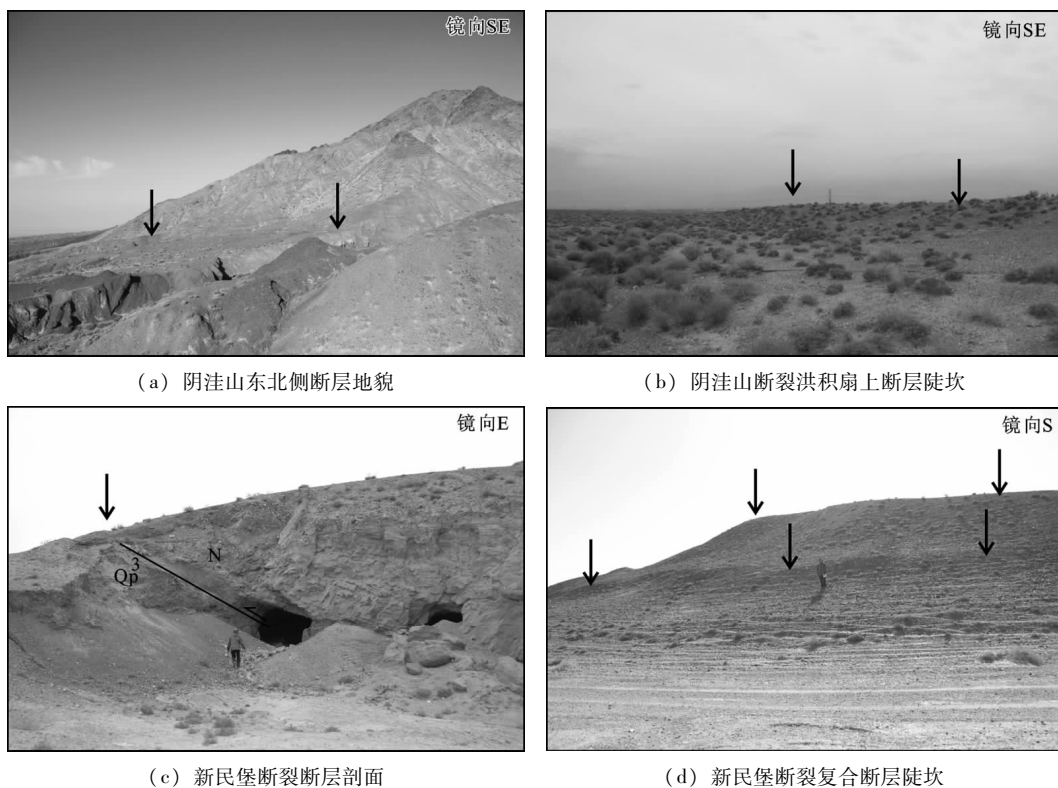 镜向SE
镜向SE
(a) 阴洼山东北侧断层地貌
(b) 阴洼山断裂洪积扇上断层陡坎
镜向E
N
Qp³
镜向S
(c) 新民堡断裂断层剖面
(d) 新民堡断裂复合断层陡坎